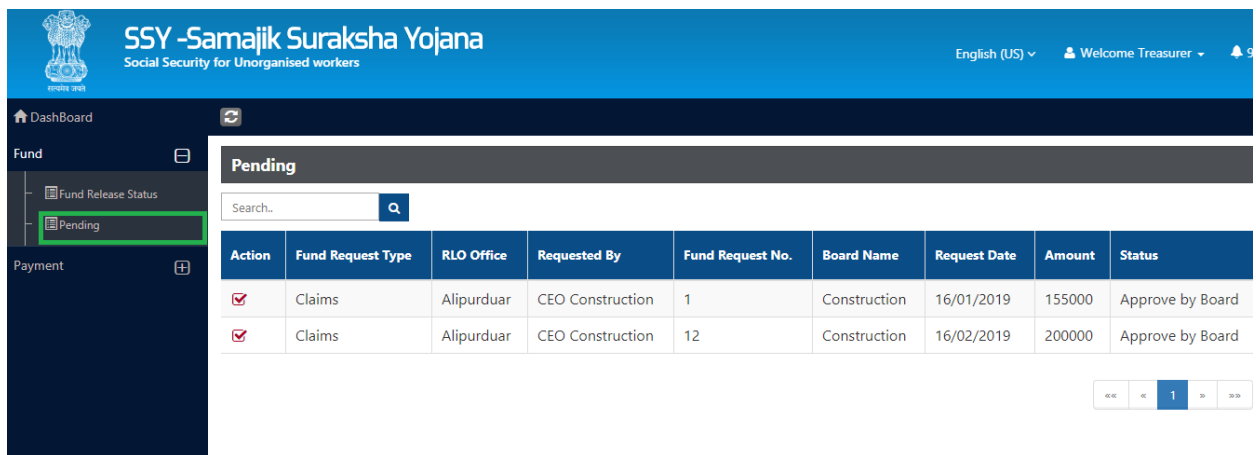 SSY -Samajik Suraksha Yojana
Social Security for Unorganised workers
सत्यमेव जयते
English (US)
Welcome Treasurer
9
DashBoard
Fund
Fund Release Status
Pending
Payment
Pending
Search..
Action Fund Request Type RLO Office Requested By Fund Request No. Board Name Request Date Amount Status
Claims Alipurduar CEO Construction 1 Construction 16/01/2019 155000 Approve by Board
Claims Alipurduar CEO Construction 12 Construction 16/02/2019 200000 Approve by Board
«« « 1 » »»